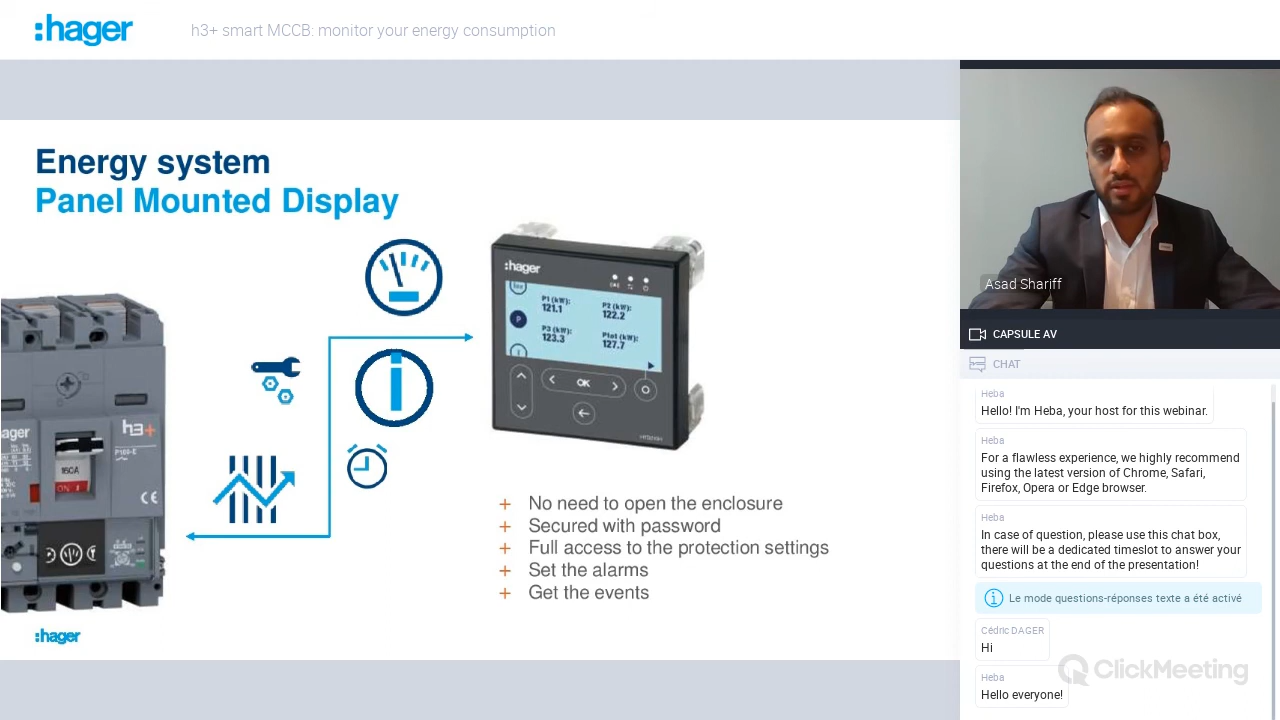 :hager
h3+ smart MCCB: monitor your energy consumption
Energy system
Panel Mounted Display
:hager
P1 (kW):
121.1
P2 (kW):
122.2
P3 (kW):
123.3
Ptot (kW):
127.7
P
OK
ager
h3+
P160-E
160A
ON I
CE
+ No need to open the enclosure
+ Secured with password
+ Full access to the protection settings
+ Set the alarms
+ Get the events
:hager
Asad Shariff
CAPSULE AV
CHAT
Heba
Hello! I'm Heba, your host for this webinar.
Heba
For a flawless experience, we highly recommend
using the latest version of Chrome, Safari,
Firefox, Opera or Edge browser.
Heba
In case of question, please use this chat box,
there will be a dedicated timeslot to answer your
questions at the end of the presentation!
Le mode questions-réponses texte a été activé
Cédric DAGER
Hi
Heba
Hello everyone!
ClickMeeting